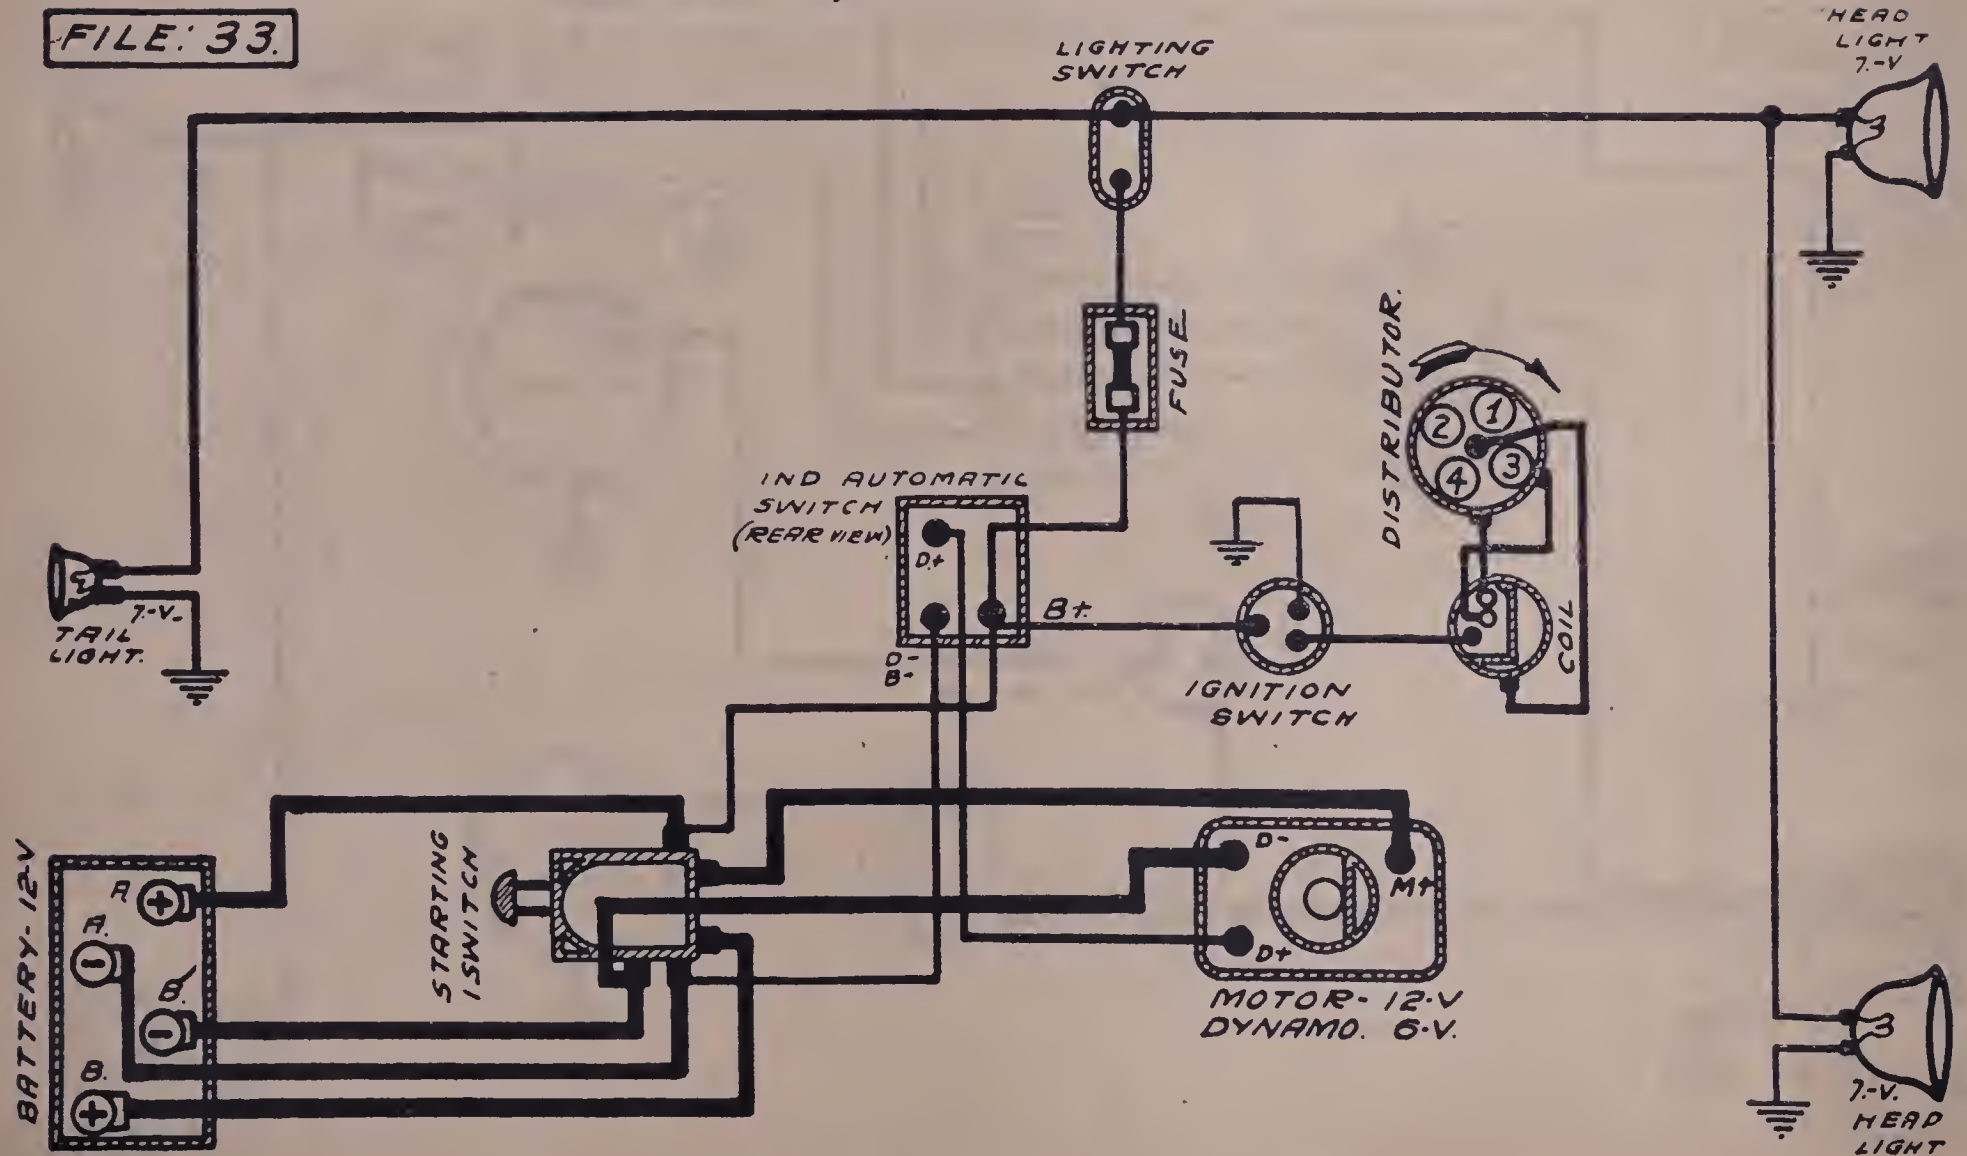 FILE: 33.
LIGHTING
SWITCH
HEAD
LIGHT
7.-V
FUSE
DISTRIBUTOR.
1
2
3
4
IND AUTOMATIC
SWITCH
(REAR VIEW)
D+
B+
D-
B-
COIL
IGNITION
SWITCH
7.-V.
TAIL
LIGHT.
BATTERY- 12-V
A
+
A.
-
B.
-
B.
+
STARTING
SWITCH
D-
M+
D+
MOTOR- 12-V
DYNAMO. 6-V.
7.-V.
HEAD
LIGHT